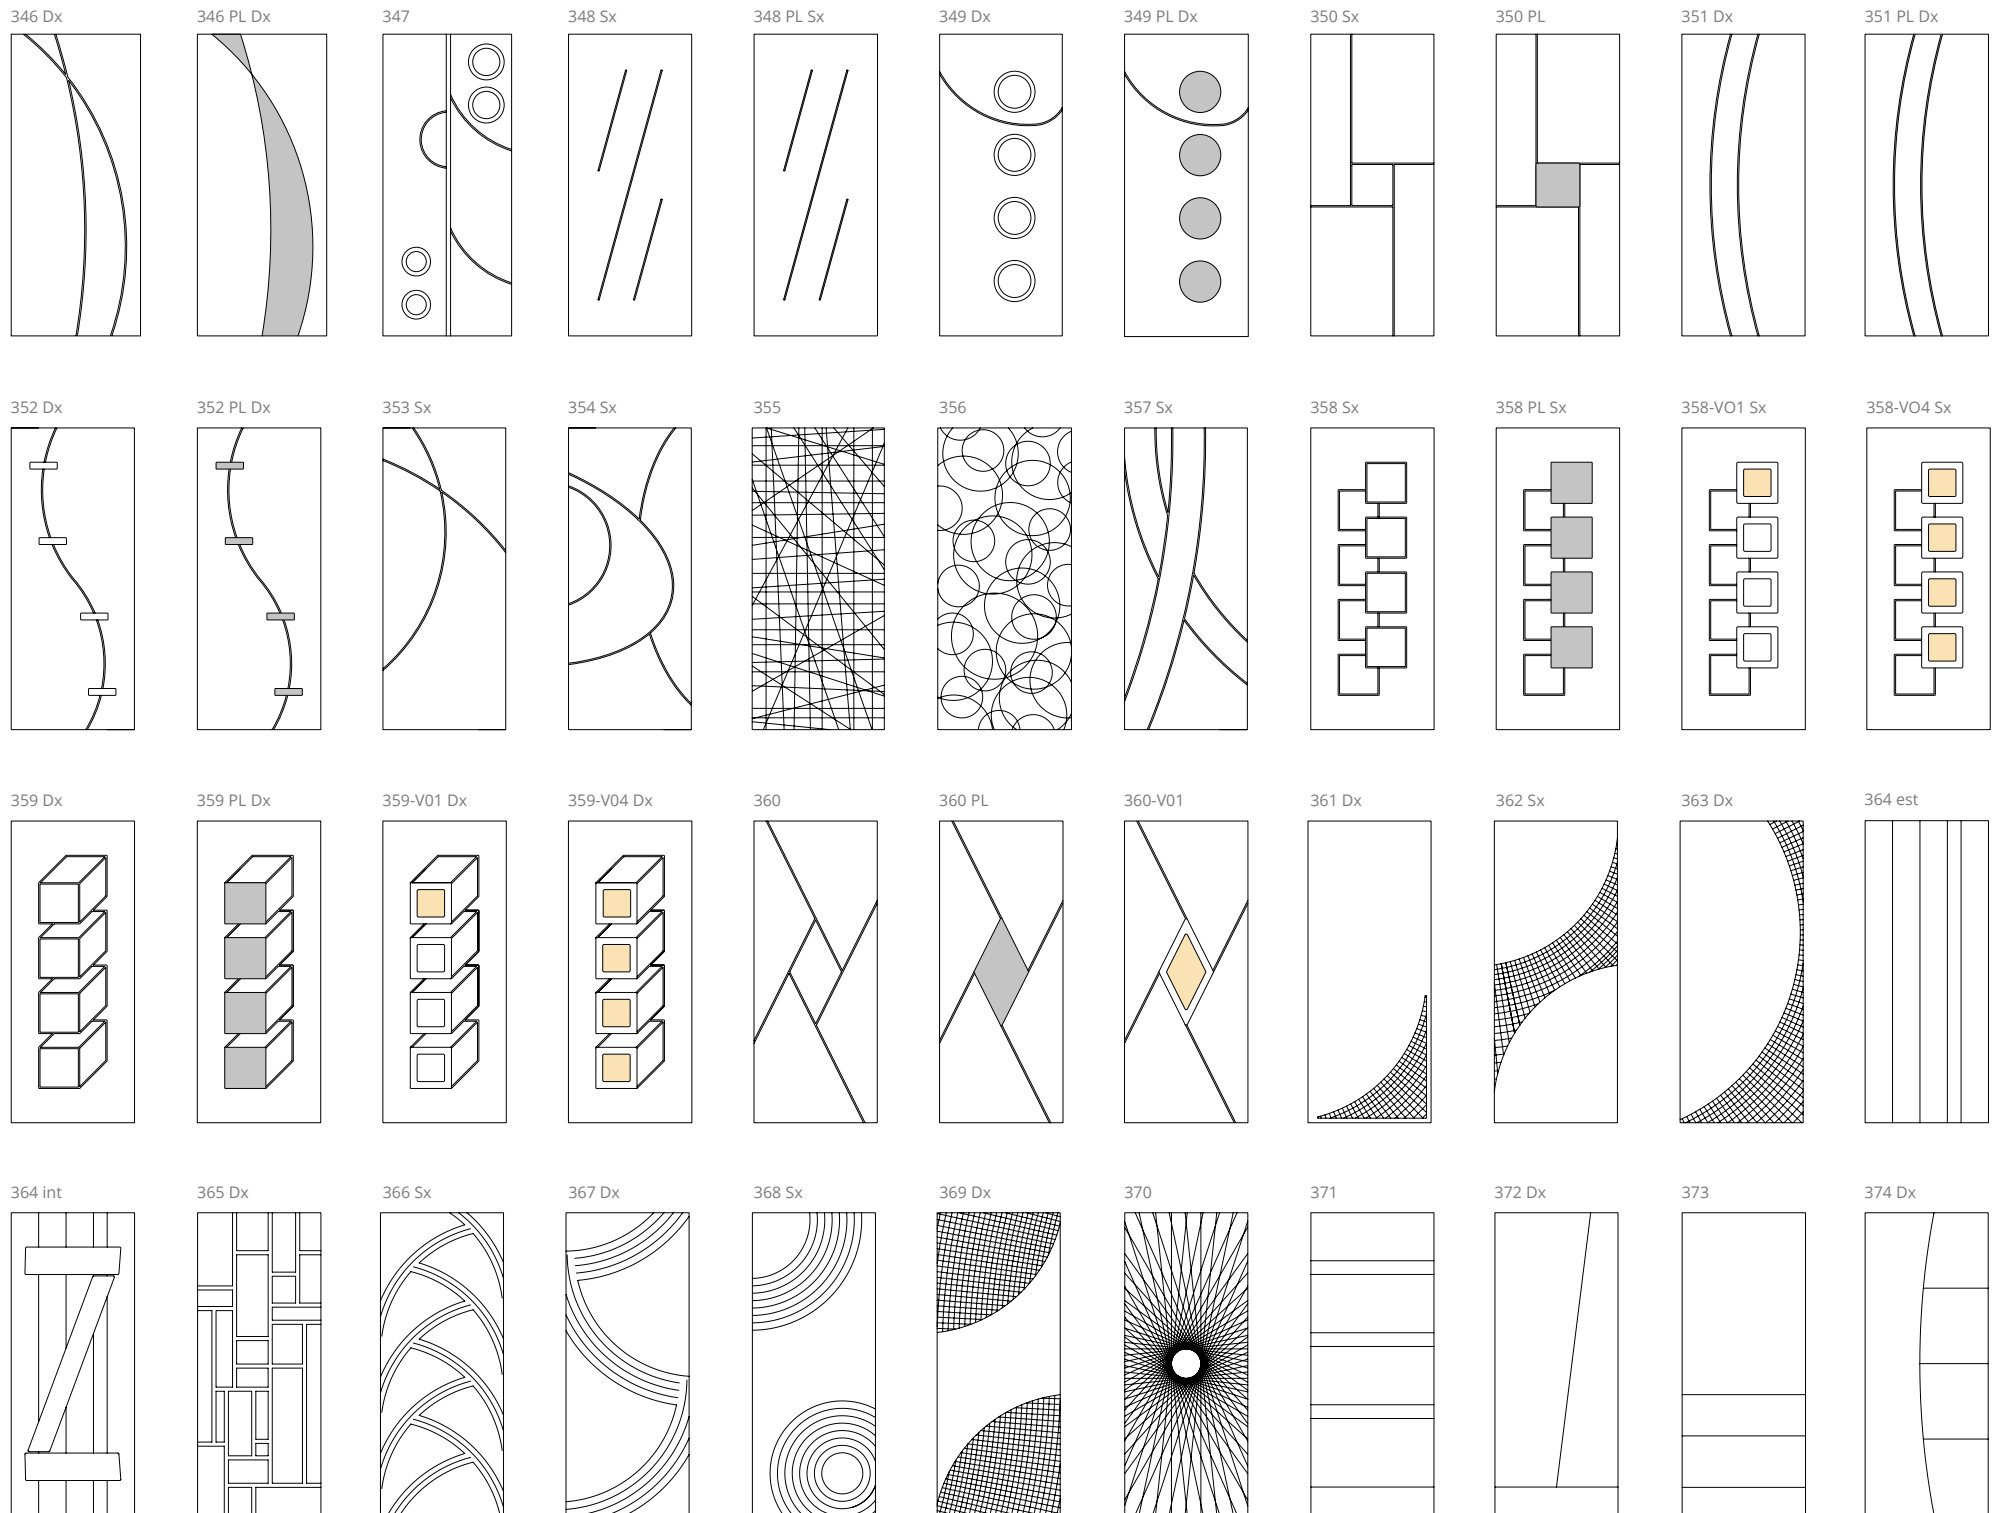 346 Dx 346 PL Dx 347 348 Sx 348 PL Sx 349 Dx 349 PL Dx 350 Sx 350 PL 351 Dx 351 PL Dx
352 Dx 352 PL Dx 353 Sx 354 Sx 355 356 357 Sx 358 Sx 358 PL Sx 358-VO1 Sx 358-VO4 Sx
359 Dx 359 PL Dx 359-V01 Dx 359-V04 Dx 360 360 PL 360-V01 361 Dx 362 Sx 363 Dx 364 est
364 int 365 Dx 366 Sx 367 Dx 368 Sx 369 Dx 370 371 372 Dx 373 374 Dx